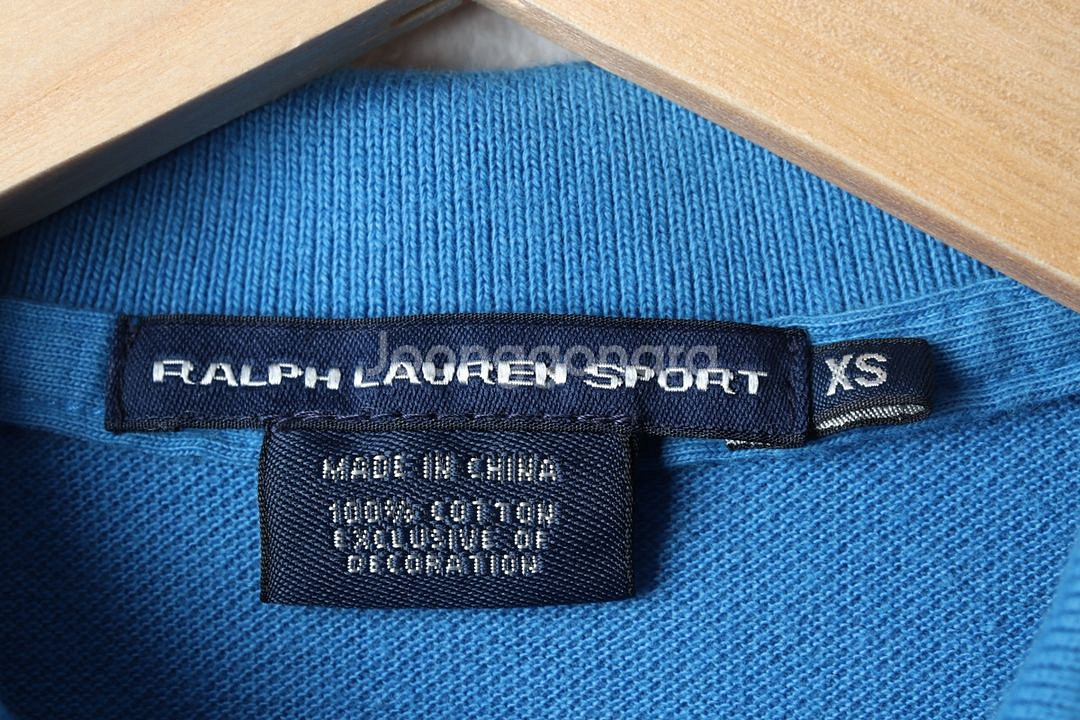 RALPH LAUREN SPORT
XS
Joonggonara
MADE IN CHINA
100% COTTON
EXCLUSIVE OF
DECORATION